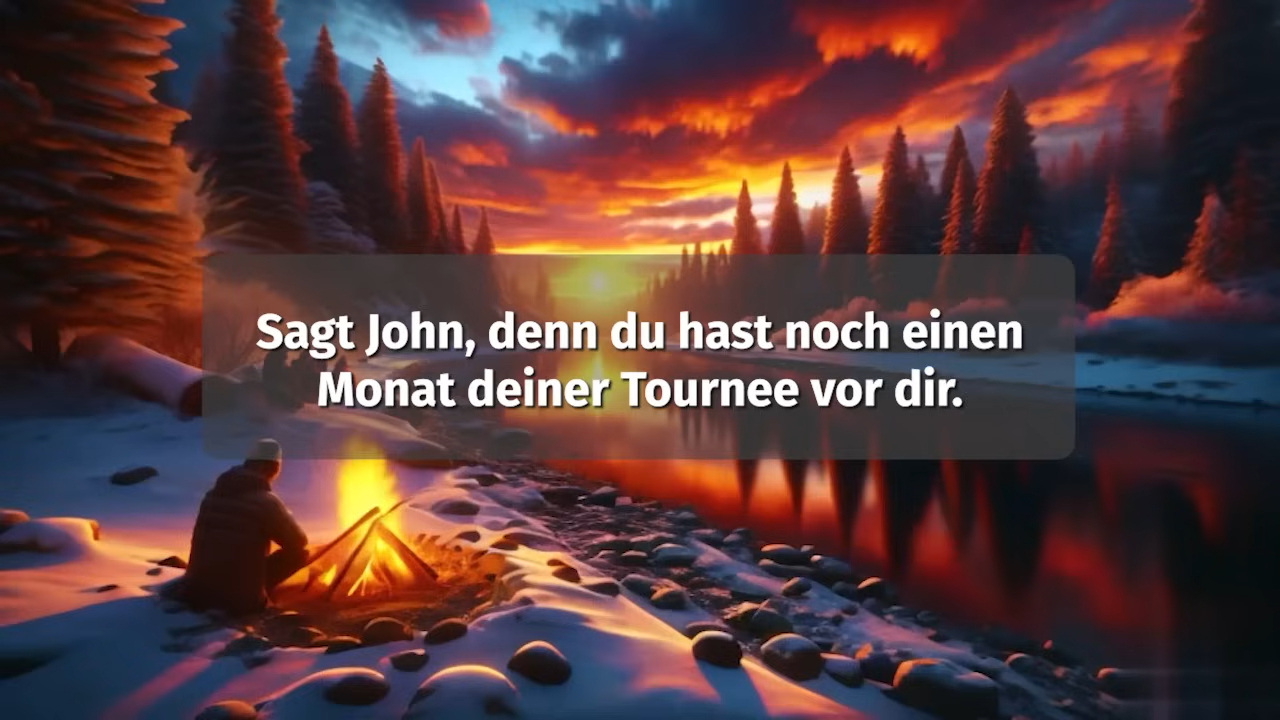 Sagt John, denn du hast noch einen
Monat deiner Tournee vor dir.